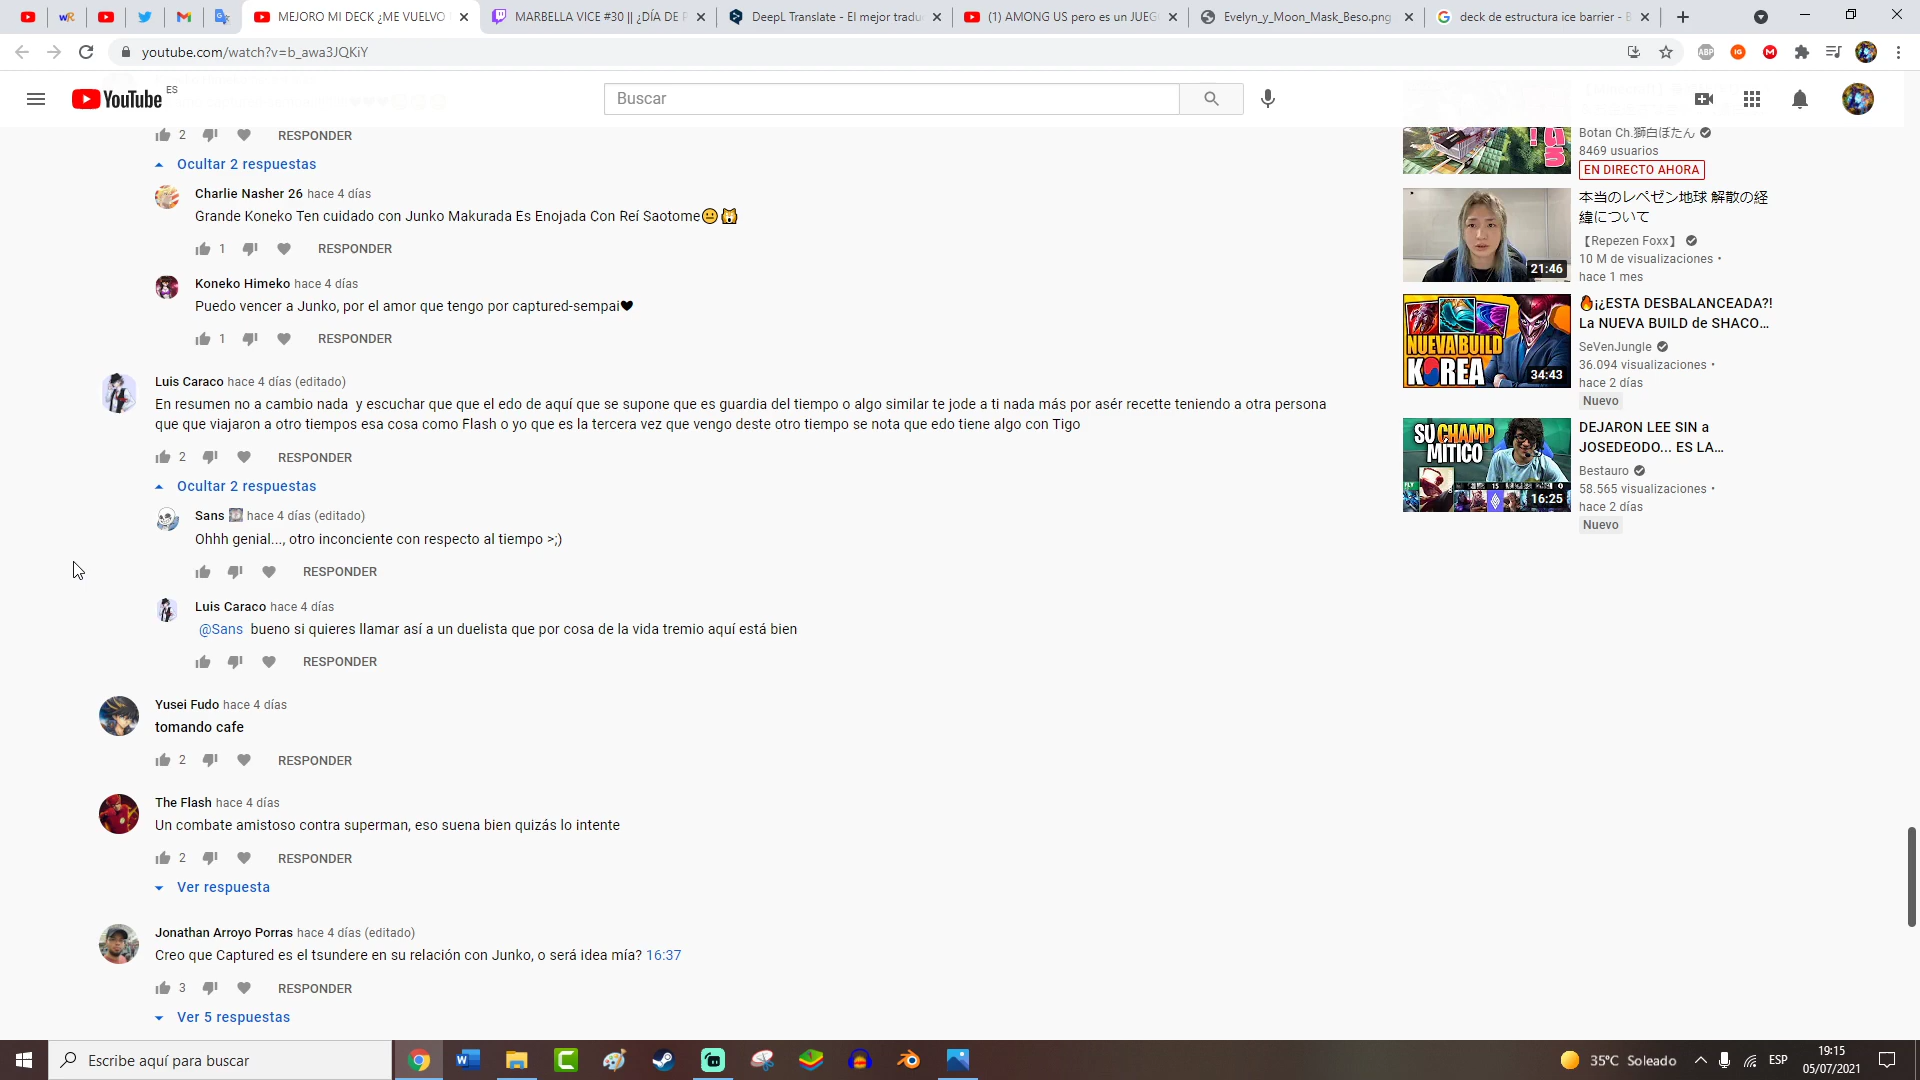 MEJORO MI DECK ¿ME VUELVO
MARBELLA VICE #30 || ¿DÍA DE P
DeepL Translate - El mejor tradu
(1) AMONG US pero es un JUEG
Evelyn_y_Moon_Mask_Beso.png
deck de estructura ice barrier - B
youtube.com/watch?v=b_awa3JQKiY
ABP
YouTube ES
Buscar
2 RESPONDER
Ocultar 2 respuestas
Charlie Nasher 26 hace 4 días
Grande Koneko Ten cuidado con Junko Makurada Es Enojada Con Reí Saotome😐🙀
1 RESPONDER
Koneko Himeko hace 4 días
Puedo vencer a Junko, por el amor que tengo por captured-sempai♥
1 RESPONDER
Luis Caraco hace 4 días (editado)
En resumen no a cambio nada y escuchar que que el edo de aquí que se supone que es guardia del tiempo o algo similar te jode a ti nada más por asér recette teniendo a otra persona
que que viajaron a otro tiempos esa cosa como Flash o yo que es la tercera vez que vengo deste otro tiempo se nota que edo tiene algo con Tigo
2 RESPONDER
Ocultar 2 respuestas
Sans hace 4 días (editado)
Ohhh genial..., otro inconciente con respecto al tiempo >;)
RESPONDER
Luis Caraco hace 4 días
@Sans bueno si quieres llamar así a un duelista que por cosa de la vida tremio aquí está bien
RESPONDER
Yusei Fudo hace 4 días
tomando cafe
2 RESPONDER
The Flash hace 4 días
Un combate amistoso contra superman, eso suena bien quizás lo intente
2 RESPONDER
Ver respuesta
Jonathan Arroyo Porras hace 4 días (editado)
Creo que Captured es el tsundere en su relación con Junko, o será idea mía? 16:37
3 RESPONDER
Ver 5 respuestas
Botan Ch.獅白ぼたん
8469 usuarios
EN DIRECTO AHORA
本当のレペゼン地球 解散の経
緯について
【Repezen Foxx】
10 M de visualizaciones •
hace 1 mes
21:46
🔥¡¿ESTA DESBALANCEADA?!
La NUEVA BUILD de SHACO...
SeVenJungle
36.094 visualizaciones •
hace 2 días
Nuevo
NUEVA BUILD
KOREA
34:43
DEJARON LEE SIN a
JOSEDEODO... ES LA...
Bestauro
58.565 visualizaciones •
hace 2 días
Nuevo
SU CHAMP
MÍTICO
16:25
Escribe aquí para buscar
35°C Soleado
ESP
19:15
05/07/2021